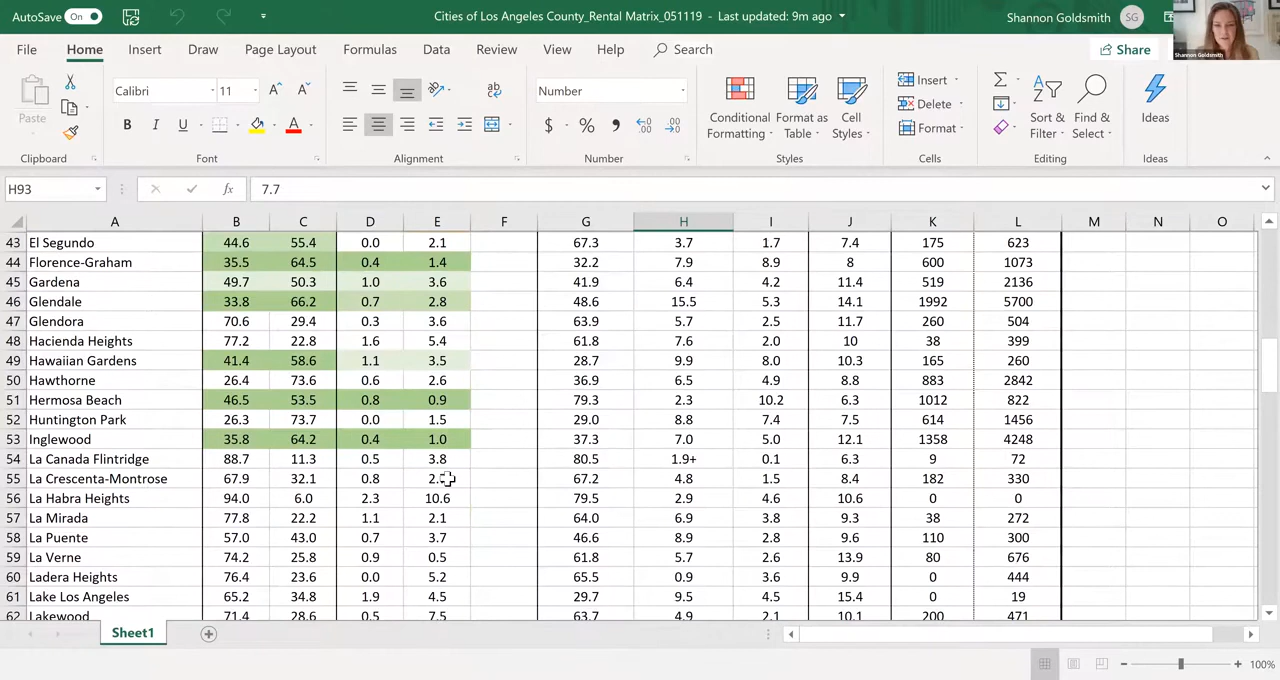 AutoSave On Cities of Los Angeles County_Rental Matrix_051119 - Last updated: 9m ago Shannon Goldsmith SG
Shannon Goldsmith
File Home Insert Draw Page Layout Formulas Data Review View Help Search Share
Paste
Calibri 11
B I U A
ab
Number
$ % 9
Conditional Formatting
Format as Table
Cell Styles
Insert
Delete
Format
Sort & Filter
Find & Select
Ideas
Clipboard Font Alignment Number Styles Cells Editing Ideas
H93 fx 7.7
A B C D E F G H I J K L M N O
43 El Segundo 44.6 55.4 0.0 2.1 67.3 3.7 1.7 7.4 175 623
44 Florence-Graham 35.5 64.5 0.4 1.4 32.2 7.9 8.9 8 600 1073
45 Gardena 49.7 50.3 1.0 3.6 41.9 6.4 4.2 11.4 519 2136
46 Glendale 33.8 66.2 0.7 2.8 48.6 15.5 5.3 14.1 1992 5700
47 Glendora 70.6 29.4 0.3 3.6 63.9 5.7 2.5 11.7 260 504
48 Hacienda Heights 77.2 22.8 1.6 5.4 61.8 7.6 2.0 10 38 399
49 Hawaiian Gardens 41.4 58.6 1.1 3.5 28.7 9.9 8.0 10.3 165 260
50 Hawthorne 26.4 73.6 0.6 2.6 36.9 6.5 4.9 8.8 883 2842
51 Hermosa Beach 46.5 53.5 0.8 0.9 79.3 2.3 10.2 6.3 1012 822
52 Huntington Park 26.3 73.7 0.0 1.5 29.0 8.8 7.4 7.5 614 1456
53 Inglewood 35.8 64.2 0.4 1.0 37.3 7.0 5.0 12.1 1358 4248
54 La Canada Flintridge 88.7 11.3 0.5 3.8 80.5 1.9+ 0.1 6.3 9 72
55 La Crescenta-Montrose 67.9 32.1 0.8 2. 67.2 4.8 1.5 8.4 182 330
56 La Habra Heights 94.0 6.0 2.3 10.6 79.5 2.9 4.6 10.6 0 0
57 La Mirada 77.8 22.2 1.1 2.1 64.0 6.9 3.8 9.3 38 272
58 La Puente 57.0 43.0 0.7 3.7 46.6 8.9 2.8 9.6 110 300
59 La Verne 74.2 25.8 0.9 0.5 61.8 5.7 2.6 13.9 80 676
60 Ladera Heights 76.4 23.6 0.0 5.2 65.5 0.9 3.6 9.9 0 444
61 Lake Los Angeles 65.2 34.8 1.9 4.5 29.7 9.5 4.5 15.4 0 19
62 Lakewood 71.4 28.6 0.5 7.5 63.7 4.9 2.1 10.1 200 471
Sheet1
100%